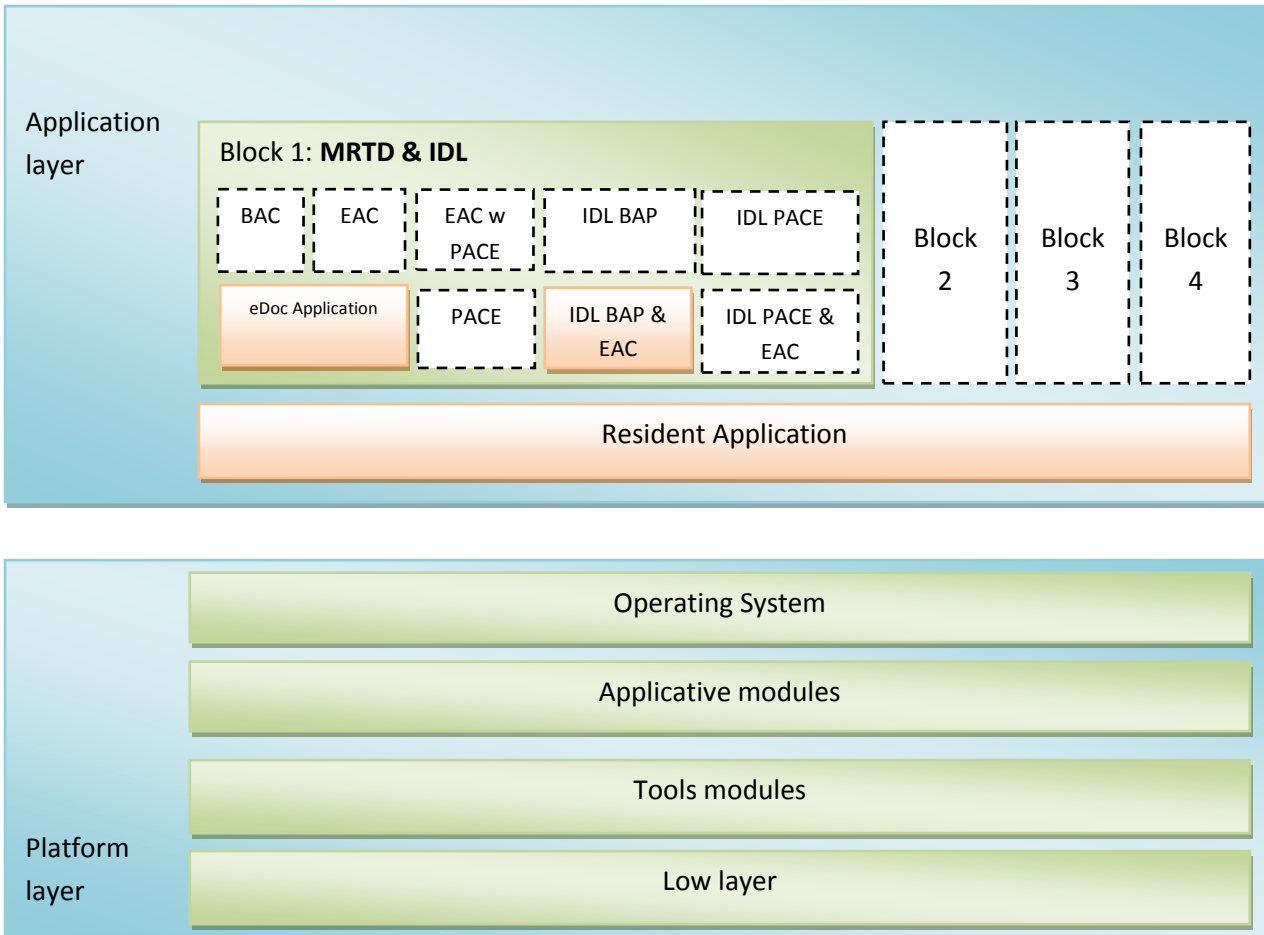 Application
layer
Block 1: MRTD & IDL
BAC
EAC
EAC w
PACE
IDL BAP
IDL PACE
eDoc Application
PACE
IDL BAP &
EAC
IDL PACE &
EAC
Block
2
Block
3
Block
4
Resident Application
Operating System
Applicative modules
Tools modules
Platform
layer
Low layer